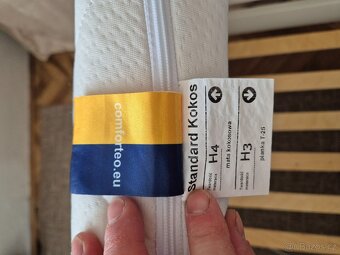 comforteo.eu
Standard Kokos
H4
mata kokosowa
H3
pianka T-25